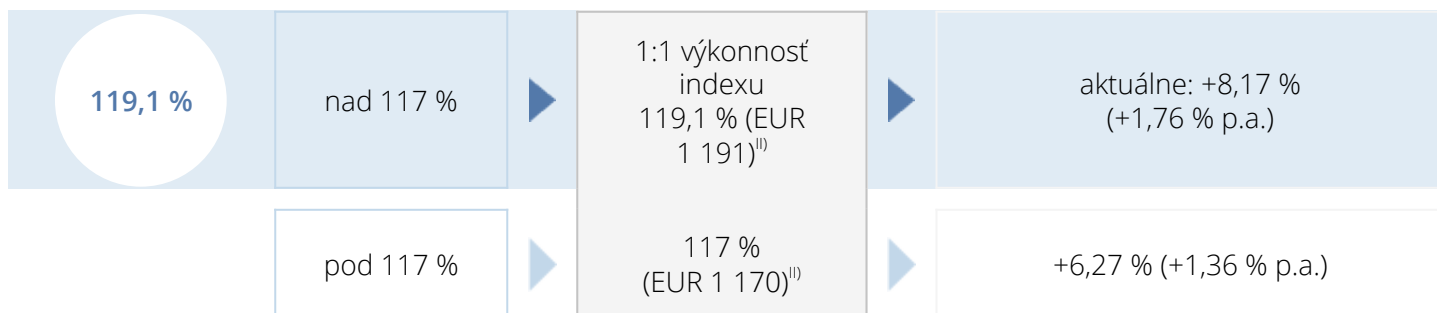 119,1 %
nad 117 %
1:1 výkonnosť
indexu
119,1 % (EUR
1 191)II)
aktuálne: +8,17 %
(+1,76 % p.a.)
pod 117 %
117 %
(EUR 1 170)II)
+6,27 % (+1,36 % p.a.)